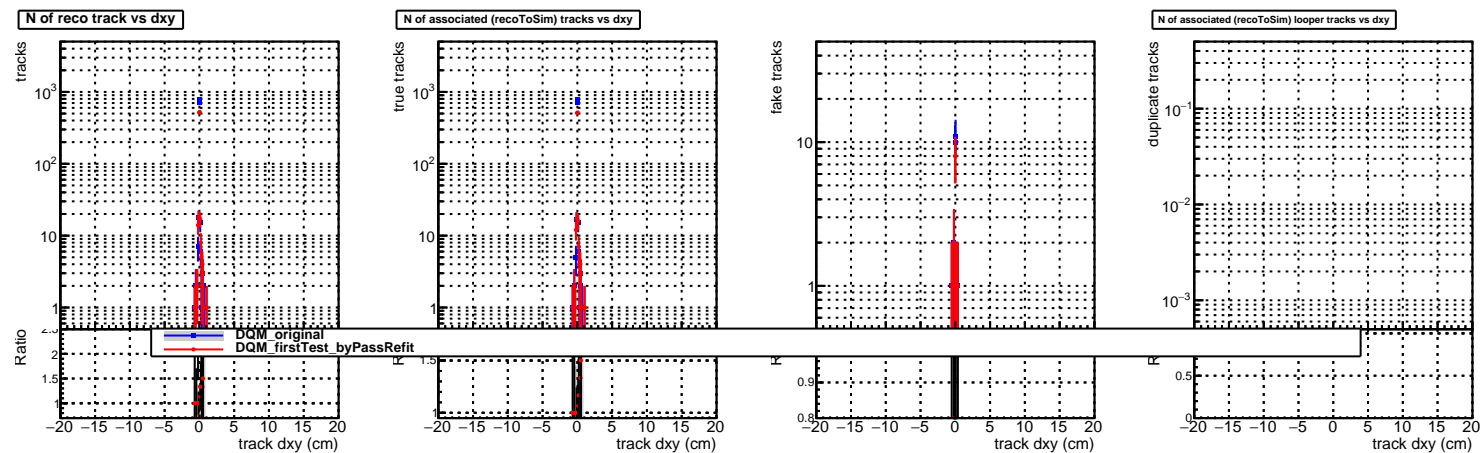 N of reco track vs dxy
N of associated (recoToSim) tracks vs dxy
N of associated (recoToSim) looper tracks vs dxy
tracks
10³
10²
10
1
true tracks
10³
10²
10
1
fake tracks
10
1
duplicate tracks
10⁻¹
10⁻²
10⁻³
DQM_original
DQM_firstTest_byPassRefit
Ratio
2
1.5
1
1.5
1
0.9
0.8
0.5
0
−20 −15 −10 −5 0 5 10 15 20
track dxy (cm)
−20 −15 −10 −5 0 5 10 15 20
track dxy (cm)
−20 −15 −10 −5 0 5 10 15 20
track dxy (cm)
−20 −15 −10 −5 0 5 10 15 20
track dxy (cm)